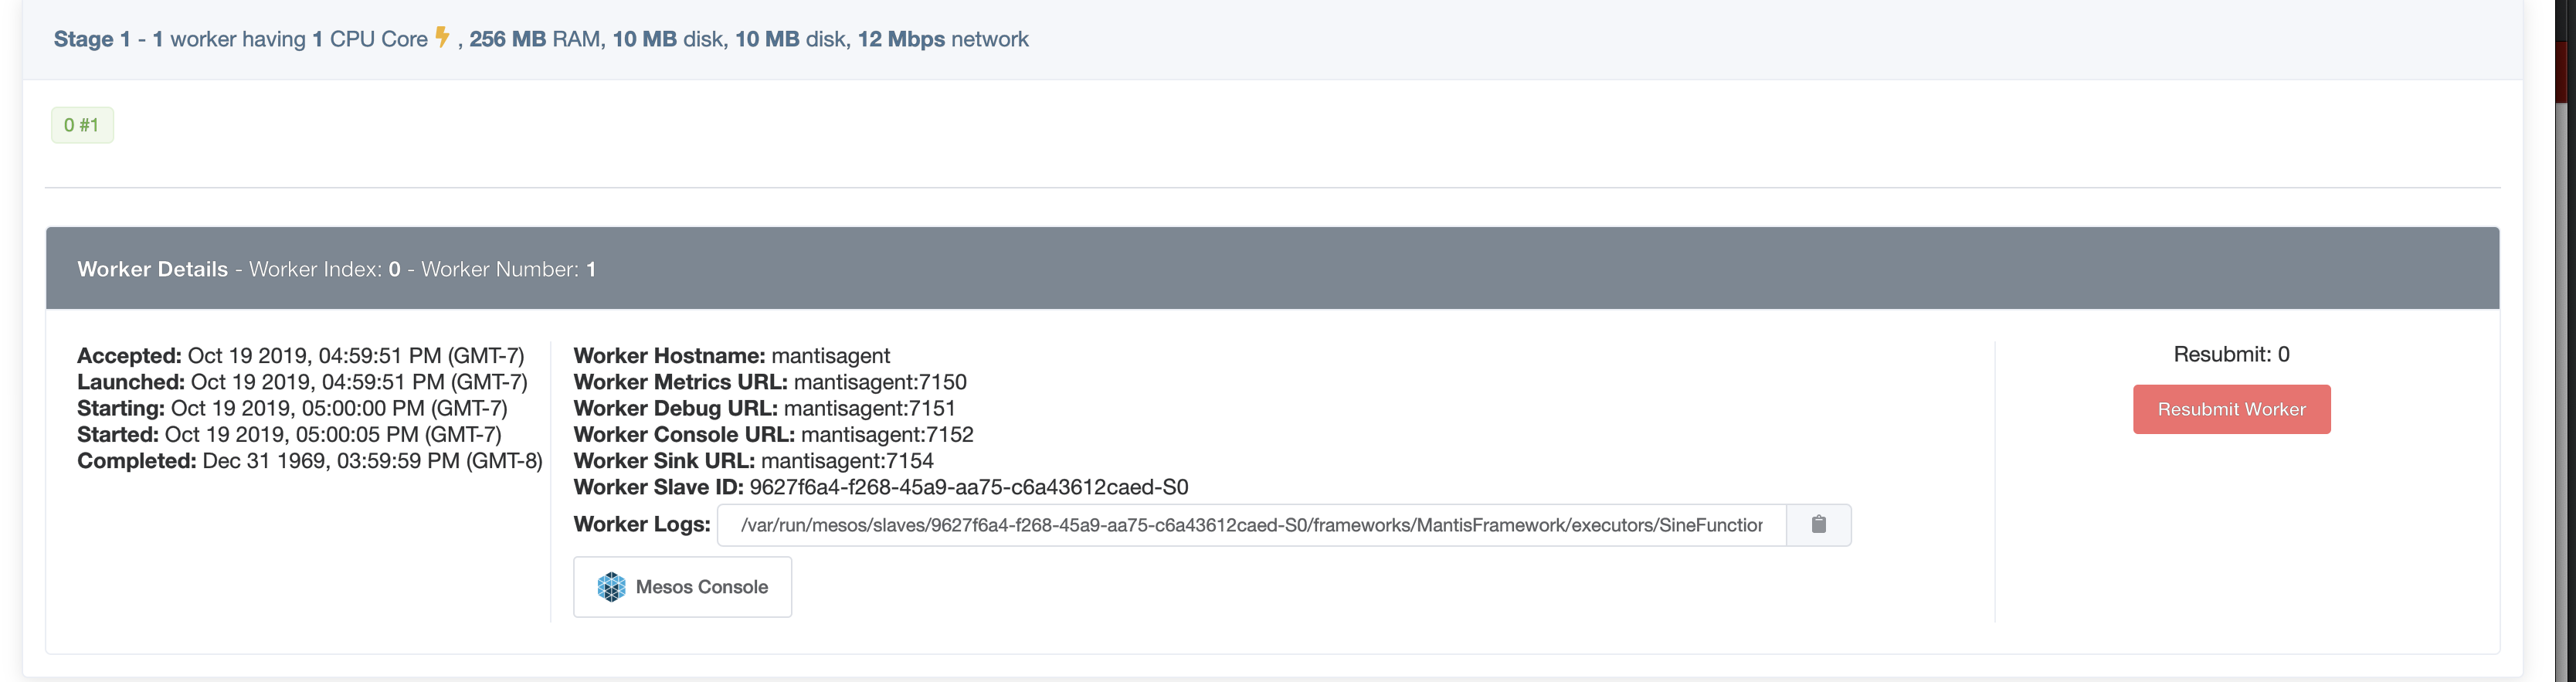 Stage 1 - 1 worker having 1 CPU Core , 256 MB RAM, 10 MB disk, 10 MB disk, 12 Mbps network
0 #1
Worker Details - Worker Index: 0 - Worker Number: 1
Accepted: Oct 19 2019, 04:59:51 PM (GMT-7)
Launched: Oct 19 2019, 04:59:51 PM (GMT-7)
Starting: Oct 19 2019, 05:00:00 PM (GMT-7)
Started: Oct 19 2019, 05:00:05 PM (GMT-7)
Completed: Dec 31 1969, 03:59:59 PM (GMT-8)
Worker Hostname: mantisagent
Worker Metrics URL: mantisagent:7150
Worker Debug URL: mantisagent:7151
Worker Console URL: mantisagent:7152
Worker Sink URL: mantisagent:7154
Worker Slave ID: 9627f6a4-f268-45a9-aa75-c6a43612caed-S0
Worker Logs: /var/run/mesos/slaves/9627f6a4-f268-45a9-aa75-c6a43612caed-S0/frameworks/MantisFramework/executors/SineFunction
Mesos Console
Resubmit: 0
Resubmit Worker